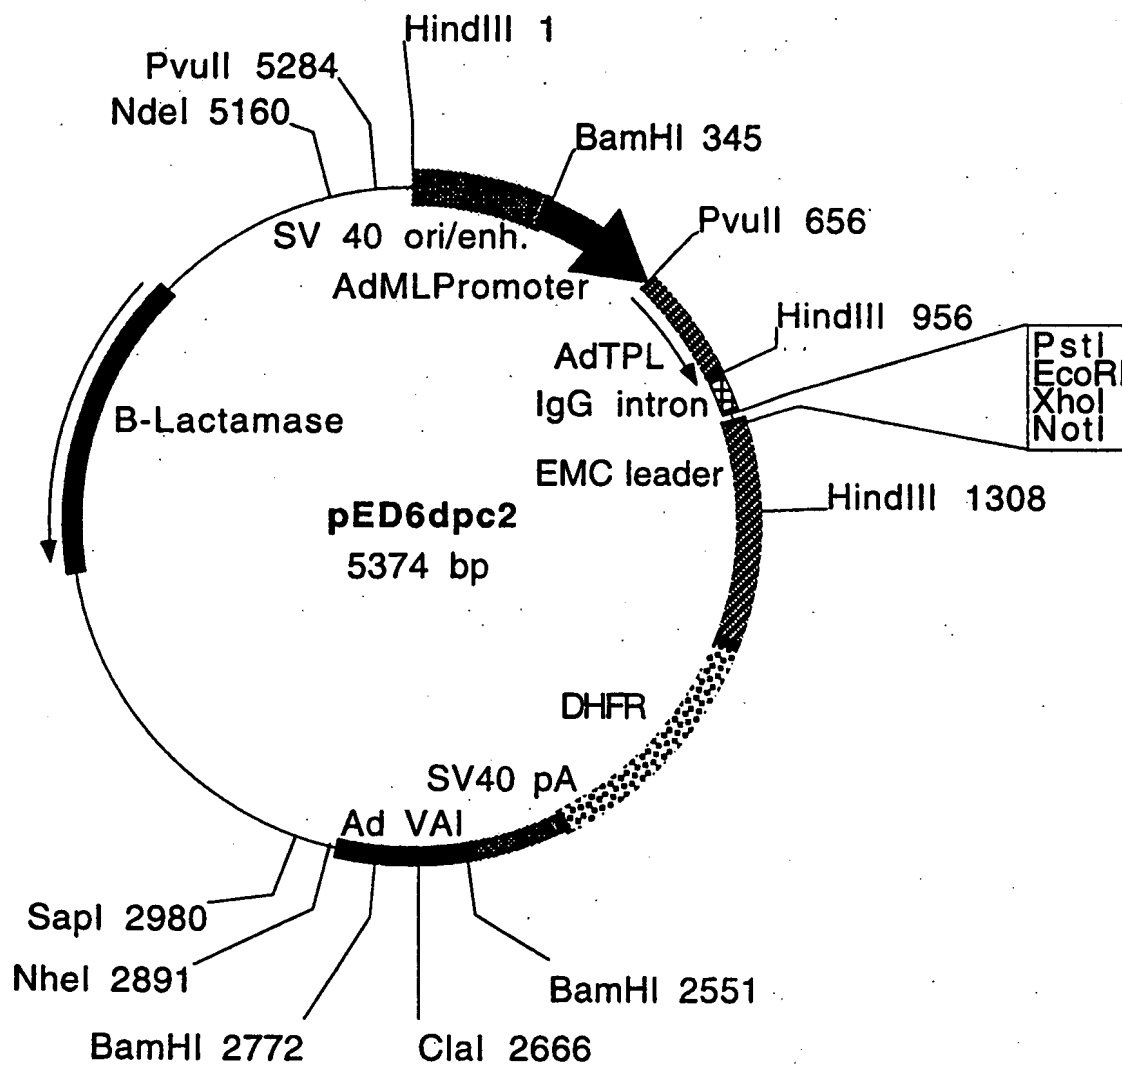 HindIII 1
PvuII 5284
NdeI 5160
BamHI 345
SV 40 ori/enh.
PvuII 656
AdMLPromoter
HindIII 956
PstI
EcoRI
XhoI
NotI
AdTPL
IgG intron
B-Lactamase
EMC leader
HindIII 1308
pED6dpc2
5374 bp
DHFR
SV40 pA
Ad VAI
SapI 2980
NheI 2891
BamHI 2551
BamHI 2772
ClaI 2666